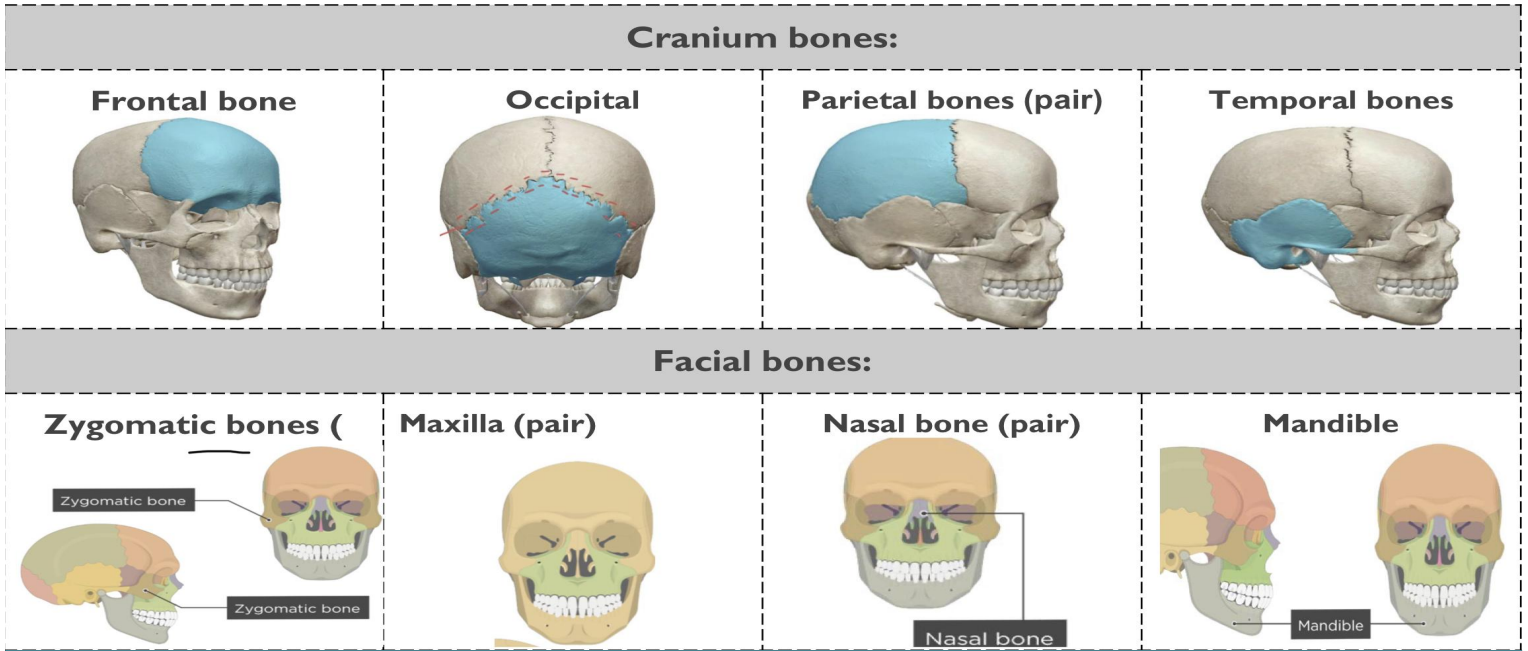 Cranium bones:
Frontal bone
Occipital
Parietal bones (pair)
Temporal bones
Facial bones:
Zygomatic bones (
Zygomatic bone
Zygomatic bone
Maxilla (pair)
Nasal bone (pair)
Nasal bone
Mandible
Mandible